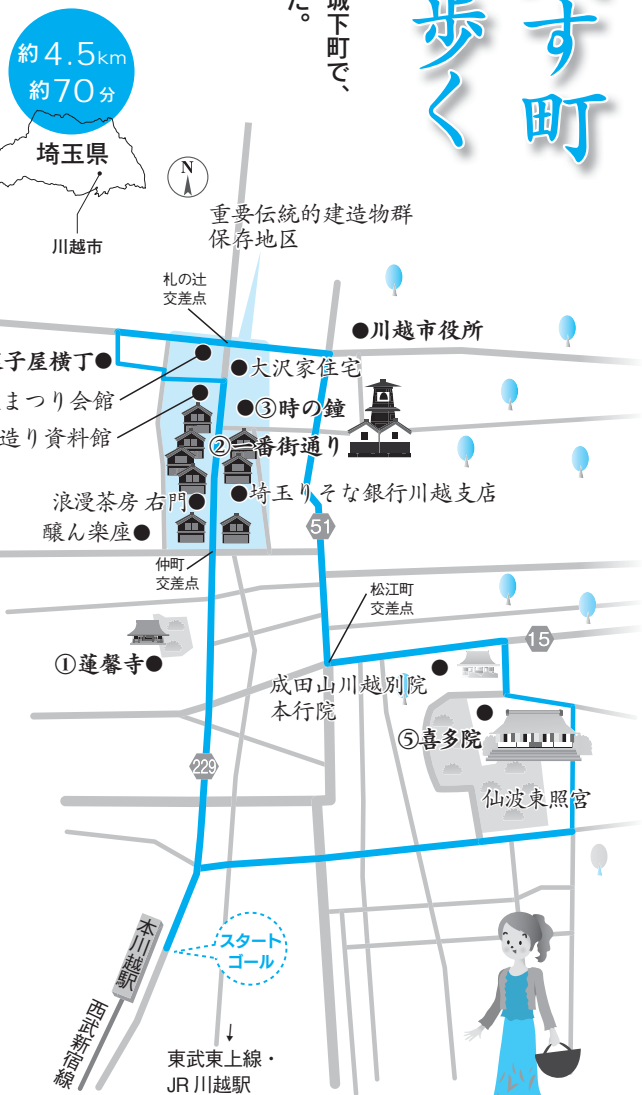 す町
歩く
城下町で、
た。
約4.5km
約70分
埼玉県
川越市
N
重要伝統的建造物群
保存地区
札の辻
交差点
●川越市役所
子屋横丁●
●大沢家住宅
まつり会館
●③時の鐘
造り資料館
②一番街通り
浪漫茶房 右門●
●埼玉りそな銀行川越支店
醸ん楽座●
51
仲町
交差点
松江町
交差点
15
①蓮馨寺●
成田山川越別院
本行院
⑤喜多院
229
仙波東照宮
スタート
ゴール
本川越駅
西武新宿線
↓
東武東上線・
JR川越駅